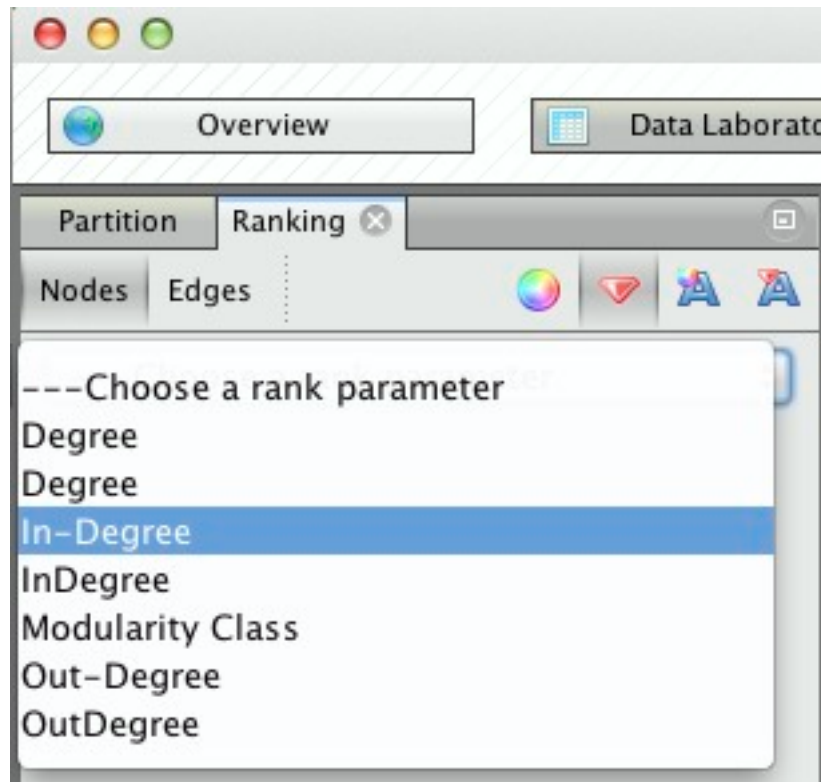 Overview Data Laborato
Partition Ranking
Nodes Edges
---Choose a rank parameter
Degree
Degree
In-Degree
InDegree
Modularity Class
Out-Degree
OutDegree